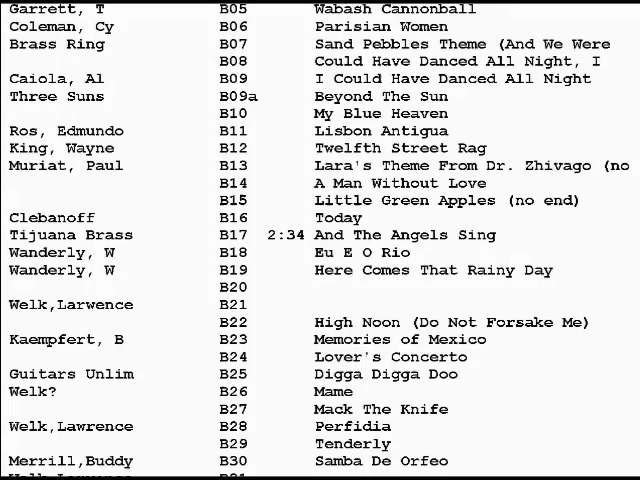 Garrett, T B05 Wabash Cannonball
Coleman, Cy B06 Parisian Women
Brass Ring B07 Sand Pebbles Theme (And We Were
B08 Could Have Danced All Night, I
Caiola, Al B09 I Could Have Danced All Night
Three Suns B09a Beyond The Sun
B10 My Blue Heaven
Ros, Edmundo B11 Lisbon Antigua
King, Wayne B12 Twelfth Street Rag
Muriat, Paul B13 Lara's Theme From Dr. Zhivago (no
B14 A Man Without Love
B15 Little Green Apples (no end)
Clebanoff B16 Today
Tijuana Brass B17 2:34 And The Angels Sing
Wanderly, W B18 Eu E O Rio
Wanderly, W B19 Here Comes That Rainy Day
B20
Welk,Larwence B21
B22 High Noon (Do Not Forsake Me)
Kaempfert, B B23 Memories of Mexico
B24 Lover's Concerto
Guitars Unlim B25 Digga Digga Doo
Welk? B26 Mame
B27 Mack The Knife
Welk,Lawrence B28 Perfidia
B29 Tenderly
Merrill,Buddy B30 Samba De Orfeo